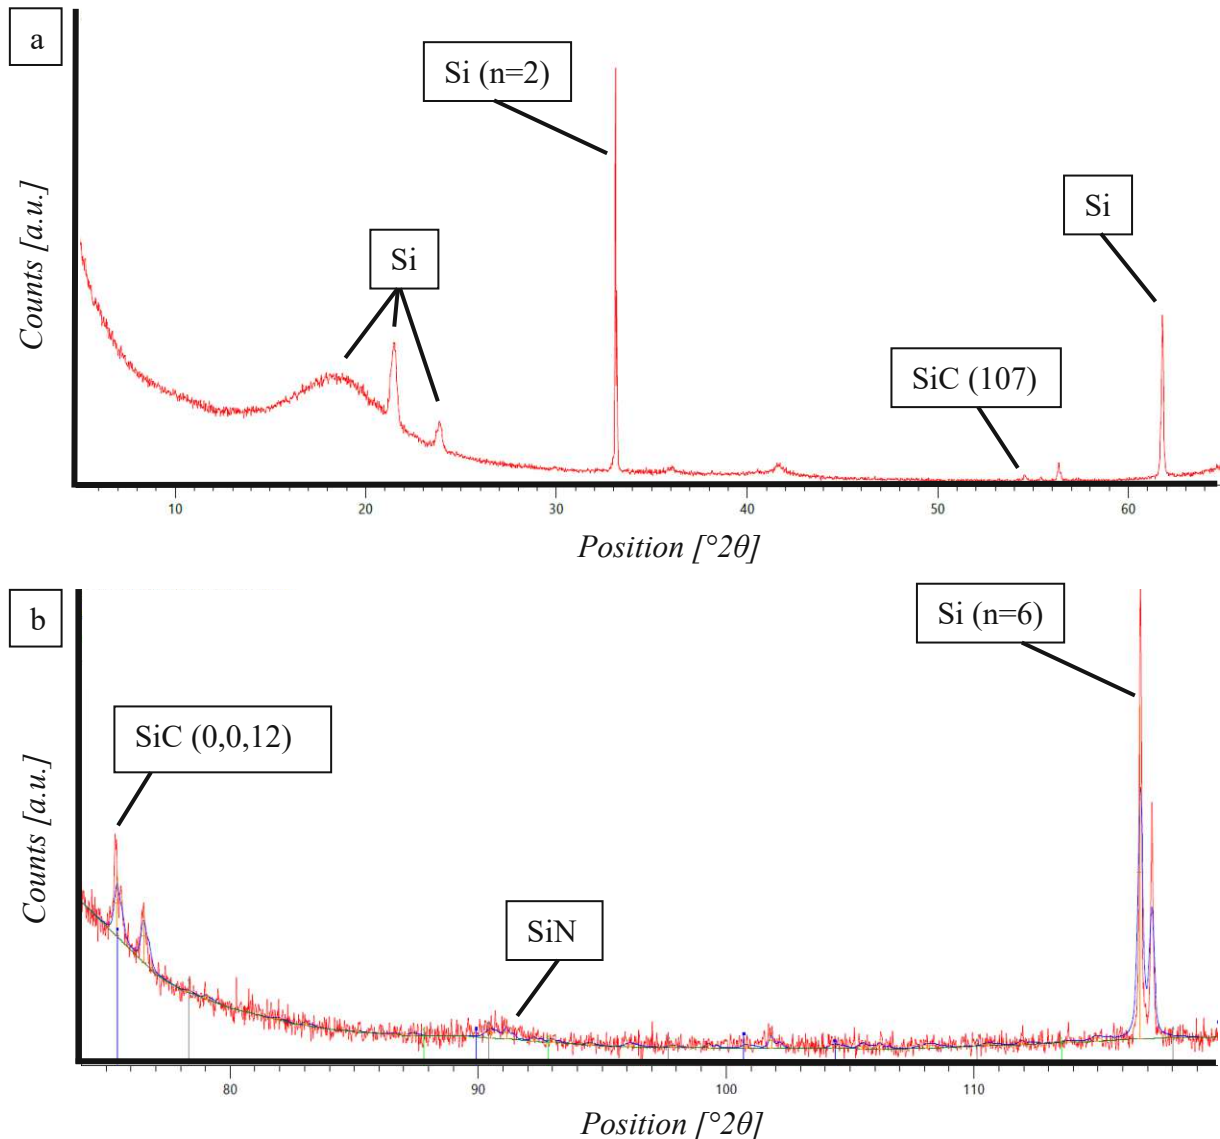 a
Si (n=2)
Si
Si
SiC (107)
Counts [a.u.]
10 20 30 40 50 60
Position [°2θ]
b
Si (n=6)
SiC (0,0,12)
SiN
Counts [a.u.]
80 90 100 110
Position [°2θ]